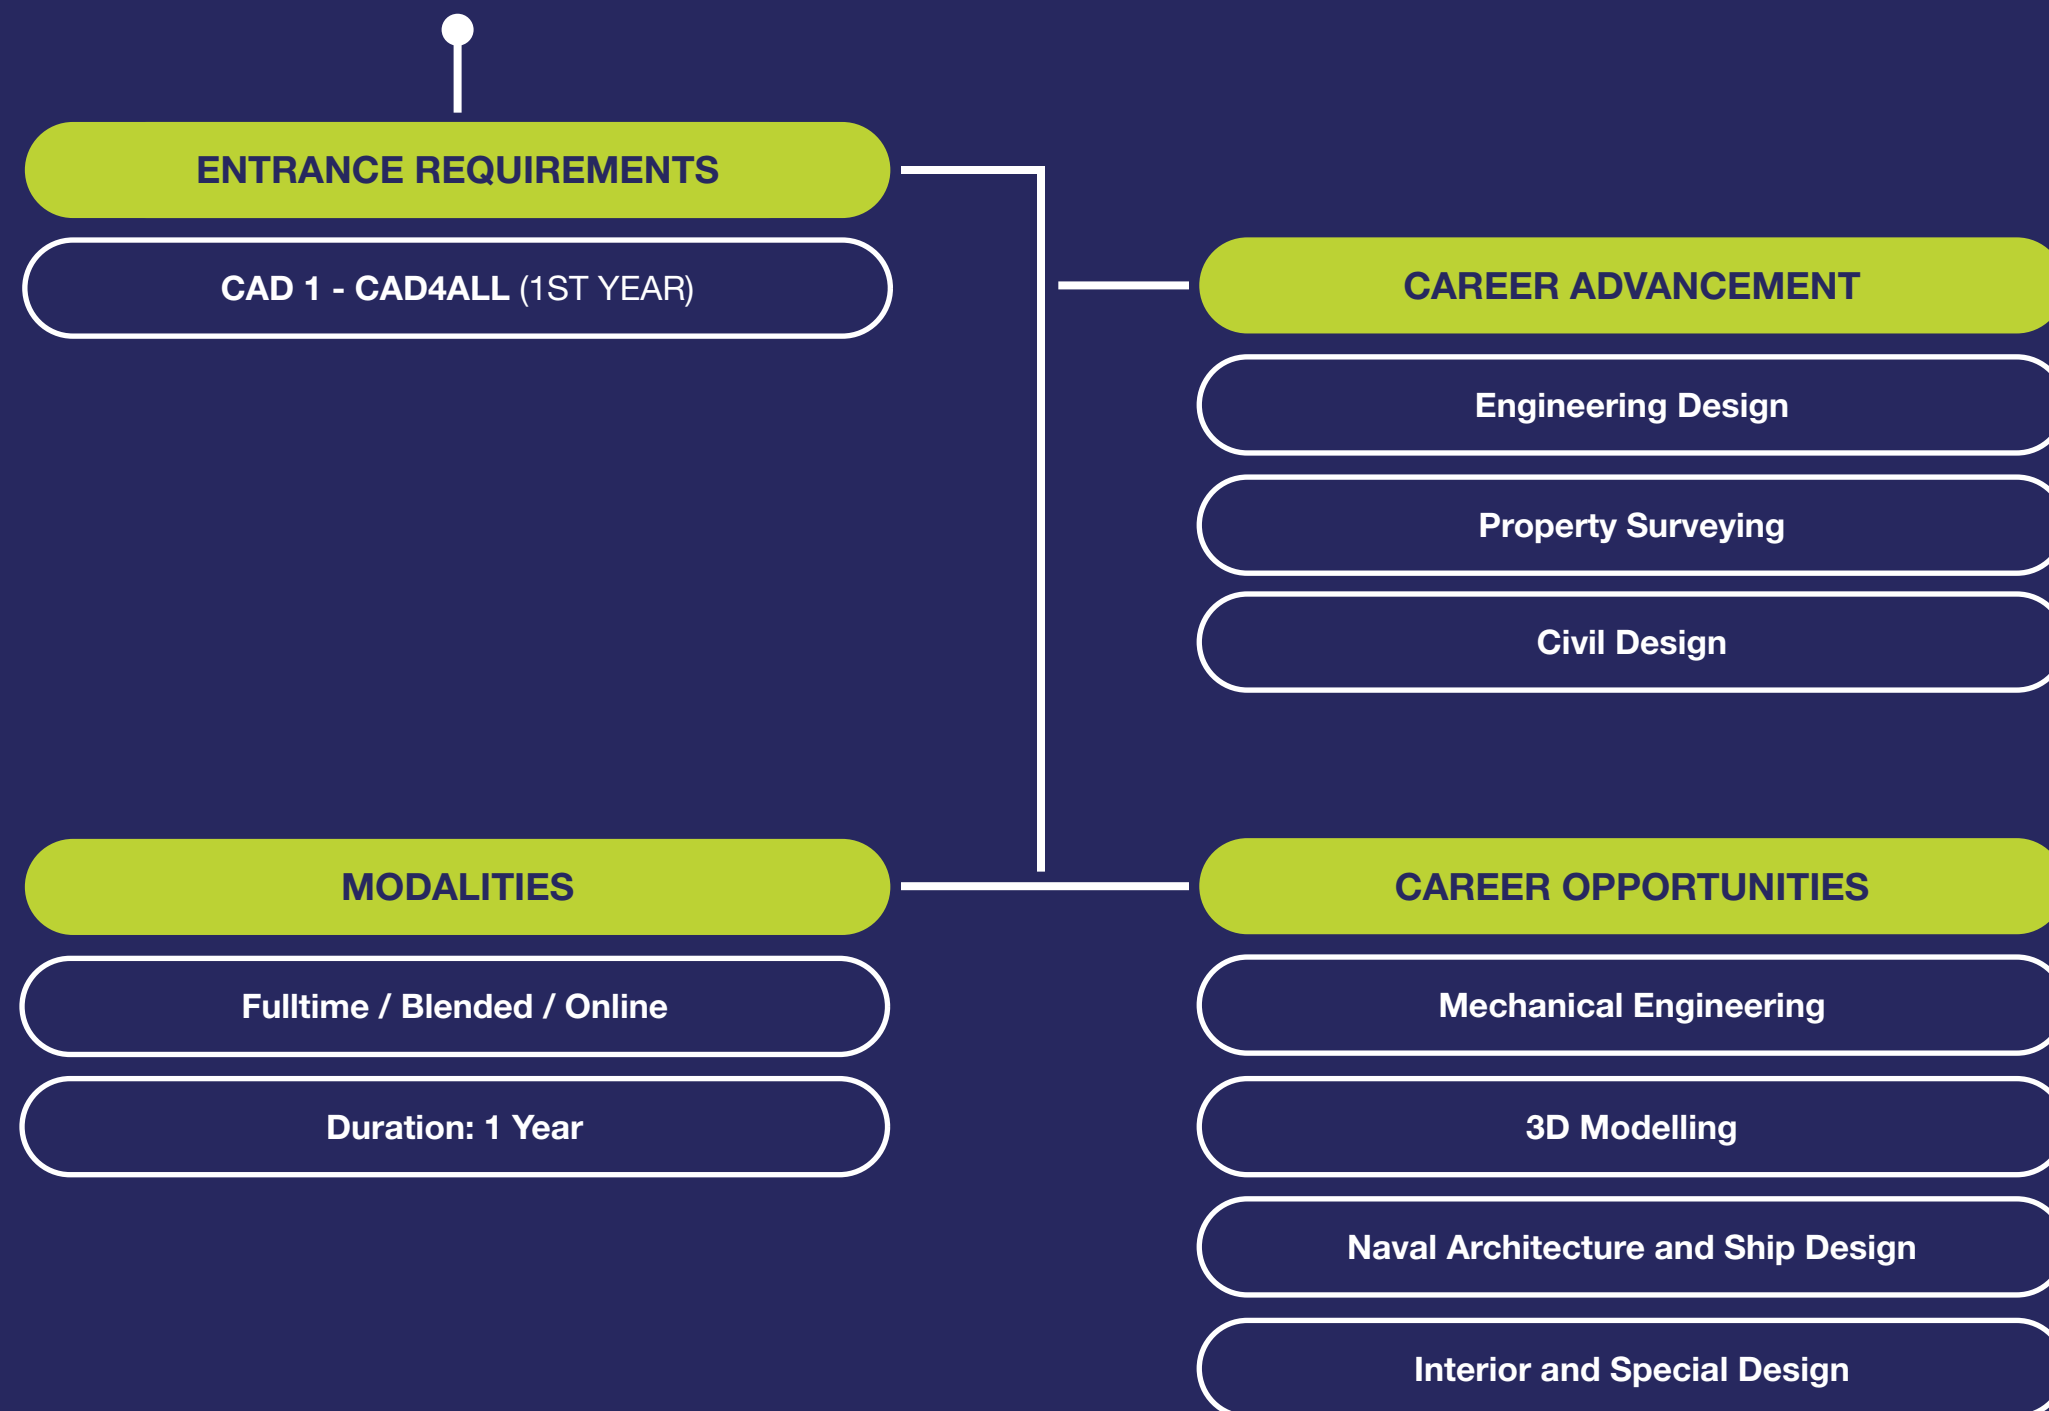 ENTRANCE REQUIREMENTS
CAD 1 - CAD4ALL (1ST YEAR)
CAREER ADVANCEMENT
Engineering Design
Property Surveying
Civil Design
MODALITIES
Fulltime / Blended / Online
Duration: 1 Year
CAREER OPPORTUNITIES
Mechanical Engineering
3D Modelling
Naval Architecture and Ship Design
Interior and Special Design